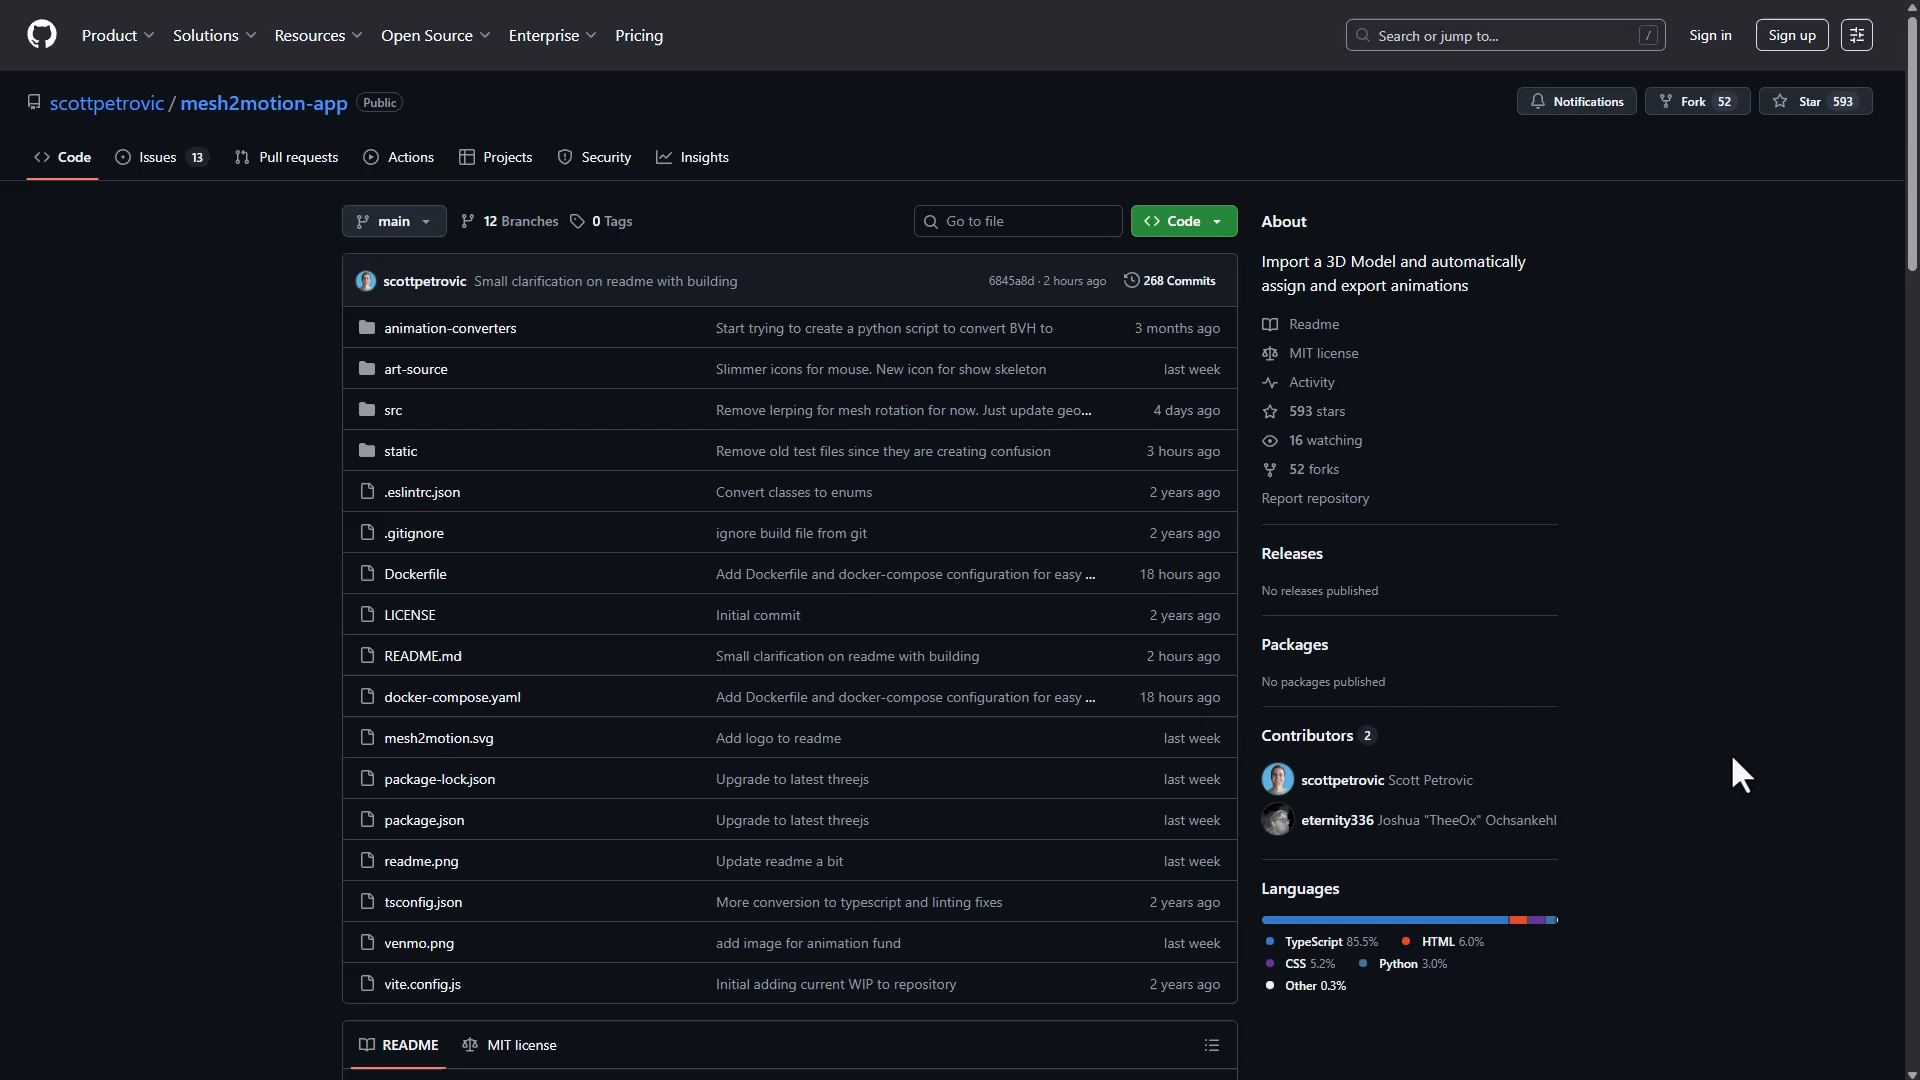 Product Solutions Resources Open Source Enterprise Pricing Search or jump to... / Sign in Sign up
scottpetrovic / mesh2motion-app Public Notifications Fork 52 Star 593
Code Issues 13 Pull requests Actions Projects Security Insights
main 12 Branches 0 Tags Go to file Code
scottpetrovic Small clarification on readme with building 6845a8d · 2 hours ago 268 Commits
animation-converters Start trying to create a python script to convert BVH to 3 months ago
art-source Slimmer icons for mouse. New icon for show skeleton last week
src Remove lerping for mesh rotation for now. Just update geo... 4 days ago
static Remove old test files since they are creating confusion 3 hours ago
.eslintrc.json Convert classes to enums 2 years ago
.gitignore ignore build file from git 2 years ago
Dockerfile Add Dockerfile and docker-compose configuration for easy ... 18 hours ago
LICENSE Initial commit 2 years ago
README.md Small clarification on readme with building 2 hours ago
docker-compose.yaml Add Dockerfile and docker-compose configuration for easy ... 18 hours ago
mesh2motion.svg Add logo to readme last week
package-lock.json Upgrade to latest threejs last week
package.json Upgrade to latest threejs last week
readme.png Update readme a bit last week
tsconfig.json More conversion to typescript and linting fixes 2 years ago
venmo.png add image for animation fund last week
vite.config.js Initial adding current WIP to repository 2 years ago
README MIT license
About
Import a 3D Model and automatically
assign and export animations
Readme
MIT license
Activity
593 stars
16 watching
52 forks
Report repository
Releases
No releases published
Packages
No packages published
Contributors 2
scottpetrovic Scott Petrovic
eternity336 Joshua "TheeOx" Ochsankehl
Languages
TypeScript 85.5% HTML 6.0%
CSS 5.2% Python 3.0%
Other 0.3%